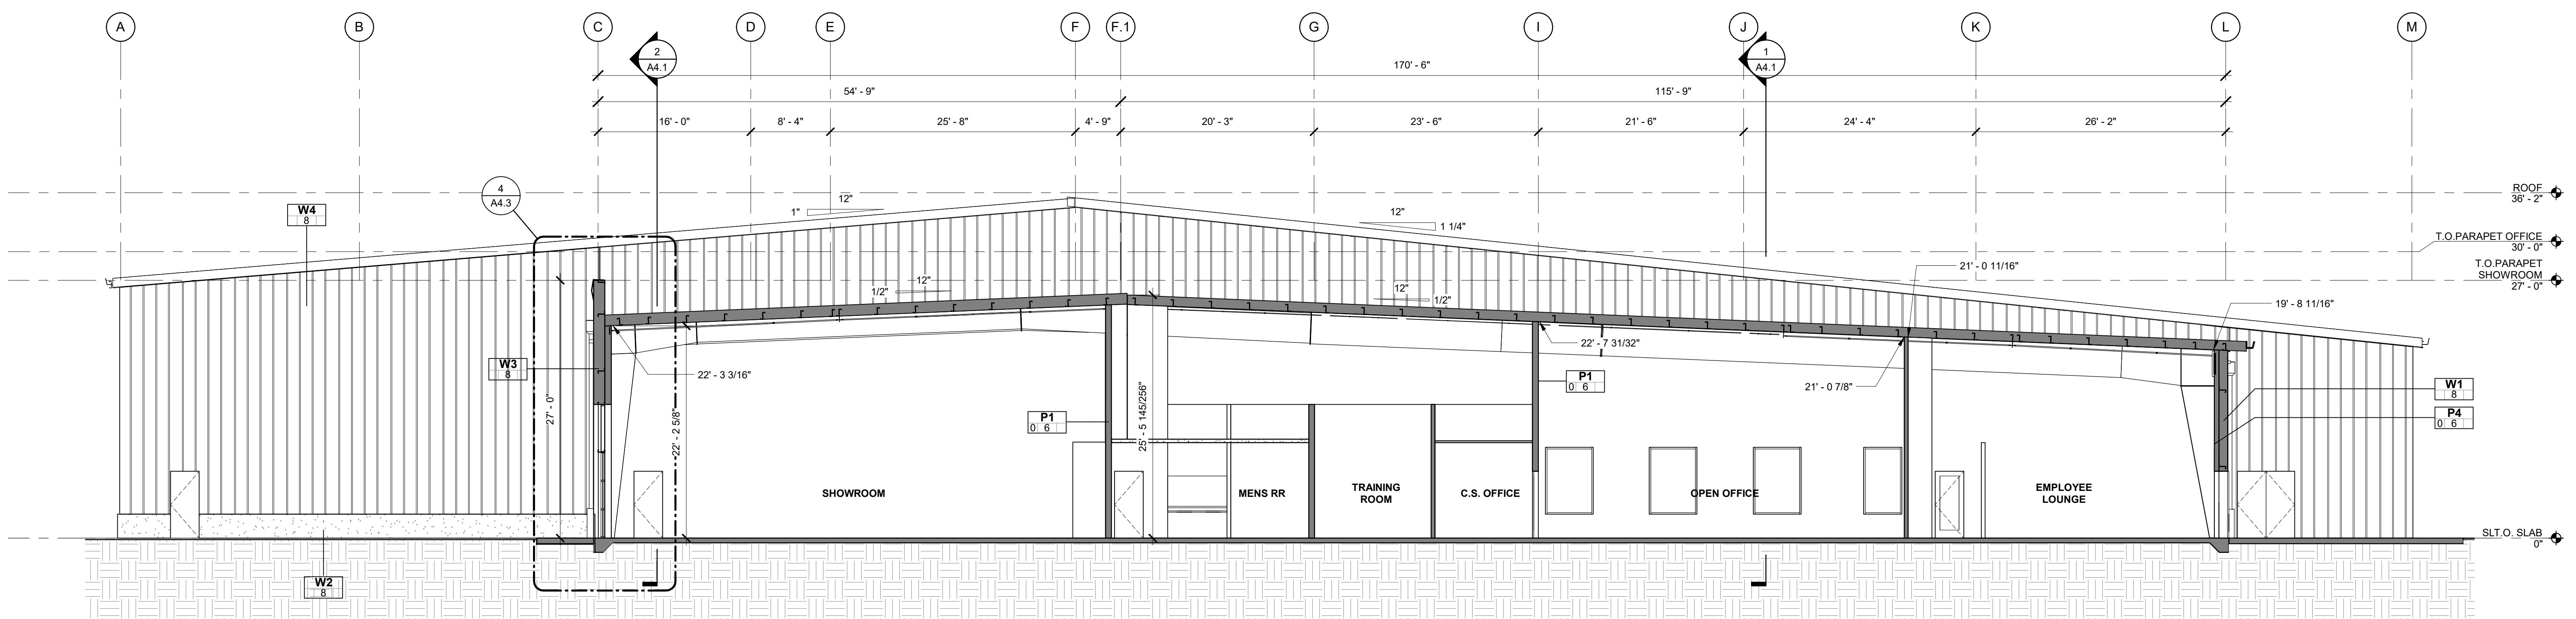 A B C D E F F.1 G I J K L M
2
A4.1
1
A4.1
170' - 6"
54' - 9" 115' - 9"
16' - 0" 8' - 4" 25' - 8" 4' - 9" 20' - 3" 23' - 6" 21' - 6" 24' - 4" 26' - 2"
4
A4.3
ROOF
36' - 2"
W4
8
12"
1"
12"
1 1/4"
T.O.PARAPET OFFICE
30' - 0"
T.O.PARAPET
SHOWROOM
27' - 0"
21' - 0 11/16"
12"
1/2"
12"
1/2"
19' - 8 11/16"
22' - 7 31/32"
W3
8
22' - 3 3/16"
P1
0 6
21' - 0 7/8"
W1
8
P4
0 6
27' - 0"
22' - 2 5/8"
P1
0 6
25' - 5 145/256"
SHOWROOM
MENS RR
TRAINING
ROOM
C.S. OFFICE
OPEN OFFICE
EMPLOYEE
LOUNGE
SLT.O. SLAB
0"
W2
8